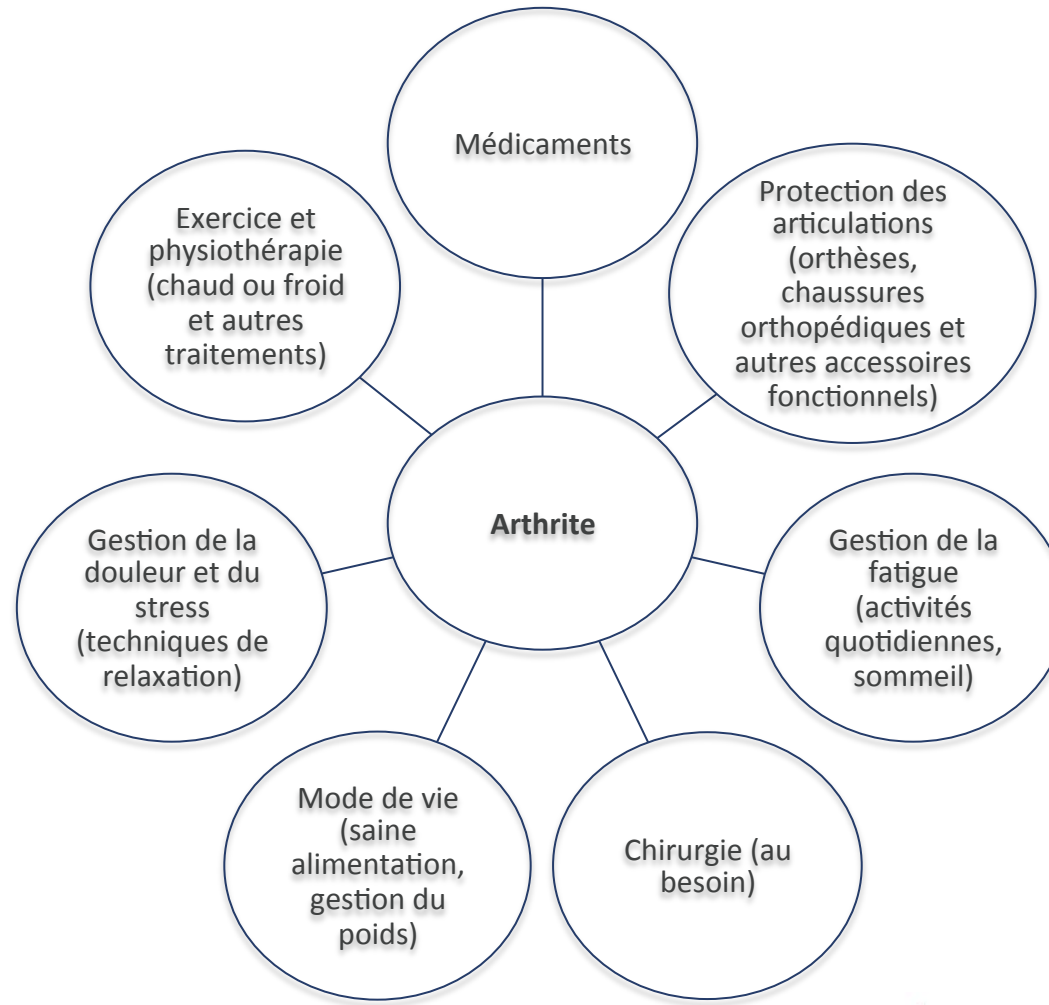 Médicaments
Exercice et
physiothérapie
(chaud ou froid
et autres
traitements)
Protection des
articulations
(orthèses,
chaussures
orthopédiques et
autres accessoires
fonctionnels)
Arthrite
Gestion de la
douleur et du
stress
(techniques de
relaxation)
Gestion de la
fatigue
(activités
quotidiennes,
sommeil)
Mode de vie
(saine
alimentation,
gestion du
poids)
Chirurgie (au
besoin)